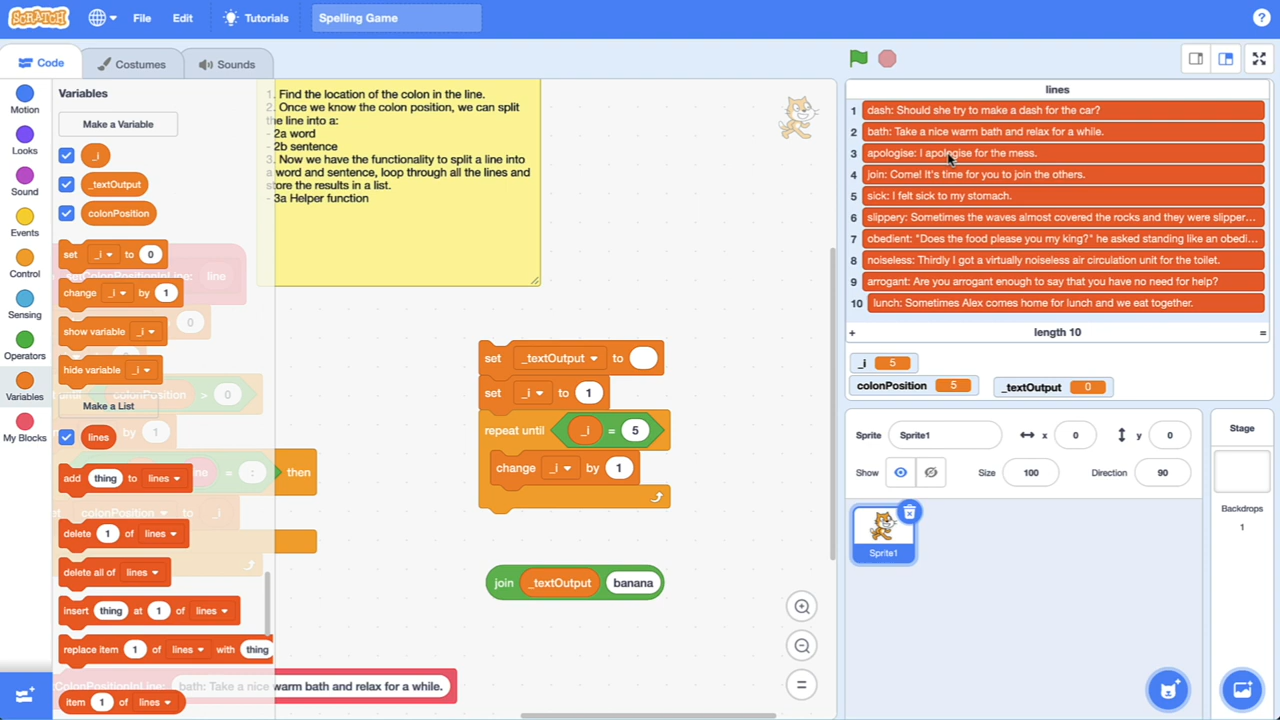 SCRATCH
File
Edit
Tutorials
Spelling Game
?
Code
Costumes
Sounds
Motion
Looks
Sound
Events
Control
Sensing
Operators
Variables
My Blocks
Variables
Make a Variable
_i
_textOutput
colonPosition
set _i to 0
change _i by 1
show variable _i
hide variable _i
Make a List
lines
add thing to lines
delete 1 of lines
delete all of lines
insert thing at 1 of lines
replace item 1 of lines with thing
item 1 of lines
1. Find the location of the colon in the line.
2. Once we know the colon position, we can split
the line into a:
- 2a word
- 2b sentence
3. Now we have the functionality to split a line into
a word and sentence, loop through all the lines and
store the results in a list.
- 3a Helper function
ColonPositionInLine: line
0
colonPosition > 0
by 1
= :
then
colonPosition to _i
ColonPositionInLine: bath: Take a nice warm bath and relax for a while.
set _textOutput to
set _i to 1
repeat until _i = 5
change _i by 1
join _textOutput banana
lines
1 dash: Should she try to make a dash for the car?
2 bath: Take a nice warm bath and relax for a while.
3 apologise: I apologise for the mess.
4 join: Come! It's time for you to join the others.
5 sick: I felt sick to my stomach.
6 slippery: Sometimes the waves almost covered the rocks and they were slipper...
7 obedient: "Does the food please you my king?" he asked standing like an obedi...
8 noiseless: Thirdly I got a virtually noiseless air circulation unit for the toilet.
9 arrogant: Are you arrogant enough to say that you have no need for help?
10 lunch: Sometimes Alex comes home for lunch and we eat together.
+ length 10 =
_i 5
colonPosition 5
_textOutput 0
Sprite Sprite1 x 0 y 0
Show Size 100 Direction 90
Sprite1
Stage
Backdrops
1